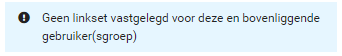 Geen linkset vastgelegd voor deze en bovenliggende
gebruiker(sgroep)